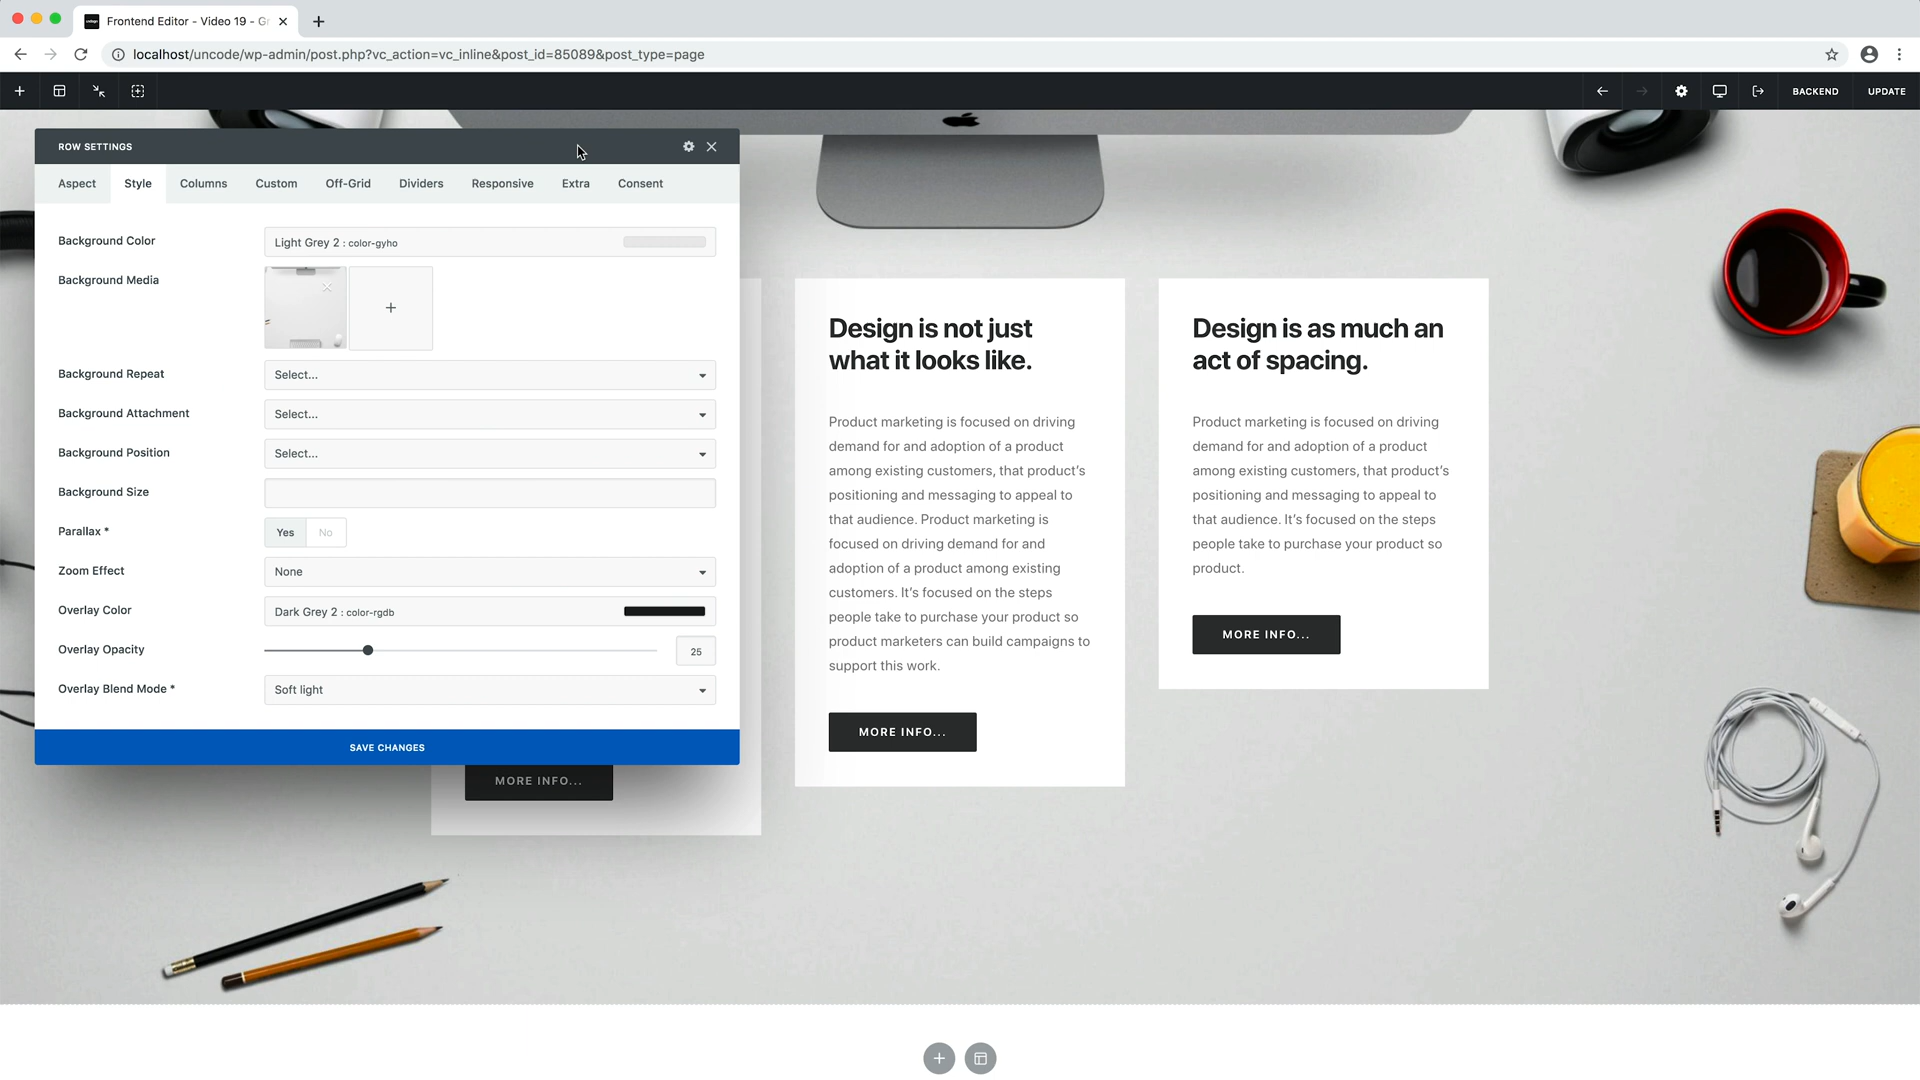 Frontend Editor - Video 19 - Gr
localhost/uncode/wp-admin/post.php?vc_action=vc_inline&post_id=85089&post_type=page
BACKEND
UPDATE
ROW SETTINGS
Aspect
Style
Columns
Custom
Off-Grid
Dividers
Responsive
Extra
Consent
Background Color
Light Grey 2 : color-gyho
Background Media
Background Repeat
Select...
Background Attachment
Select...
Background Position
Select...
Background Size
Parallax *
Yes
No
Zoom Effect
None
Overlay Color
Dark Grey 2 : color-rgdb
Overlay Opacity
25
Overlay Blend Mode *
Soft light
SAVE CHANGES
MORE INFO...
Design is not just
what it looks like.
Product marketing is focused on driving
demand for and adoption of a product
among existing customers, that product’s
positioning and messaging to appeal to
that audience. Product marketing is
focused on driving demand for and
adoption of a product among existing
customers. It’s focused on the steps
people take to purchase your product so
product marketers can build campaigns to
support this work.
MORE INFO...
Design is as much an
act of spacing.
Product marketing is focused on driving
demand for and adoption of a product
among existing customers, that product’s
positioning and messaging to appeal to
that audience. It’s focused on the steps
people take to purchase your product so
product.
MORE INFO...